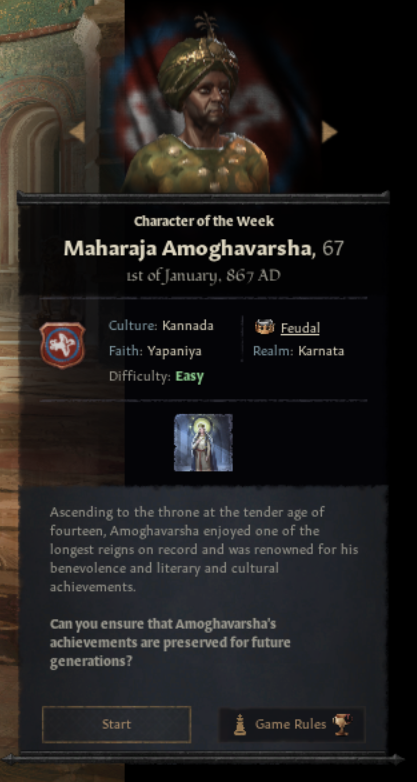 Character of the Week
Maharaja Amoghavarsha, 67
1st of January, 867 AD
Culture: Kannada
Feudal
Faith: Yapaniya
Realm: Karnata
Difficulty: Easy
Ascending to the throne at the tender age of
fourteen, Amoghavarsha enjoyed one of the
longest reigns on record and was renowned for his
benevolence and literary and cultural
achievements.
Can you ensure that Amoghavarsha's
achievements are preserved for future
generations?
Start
Game Rules